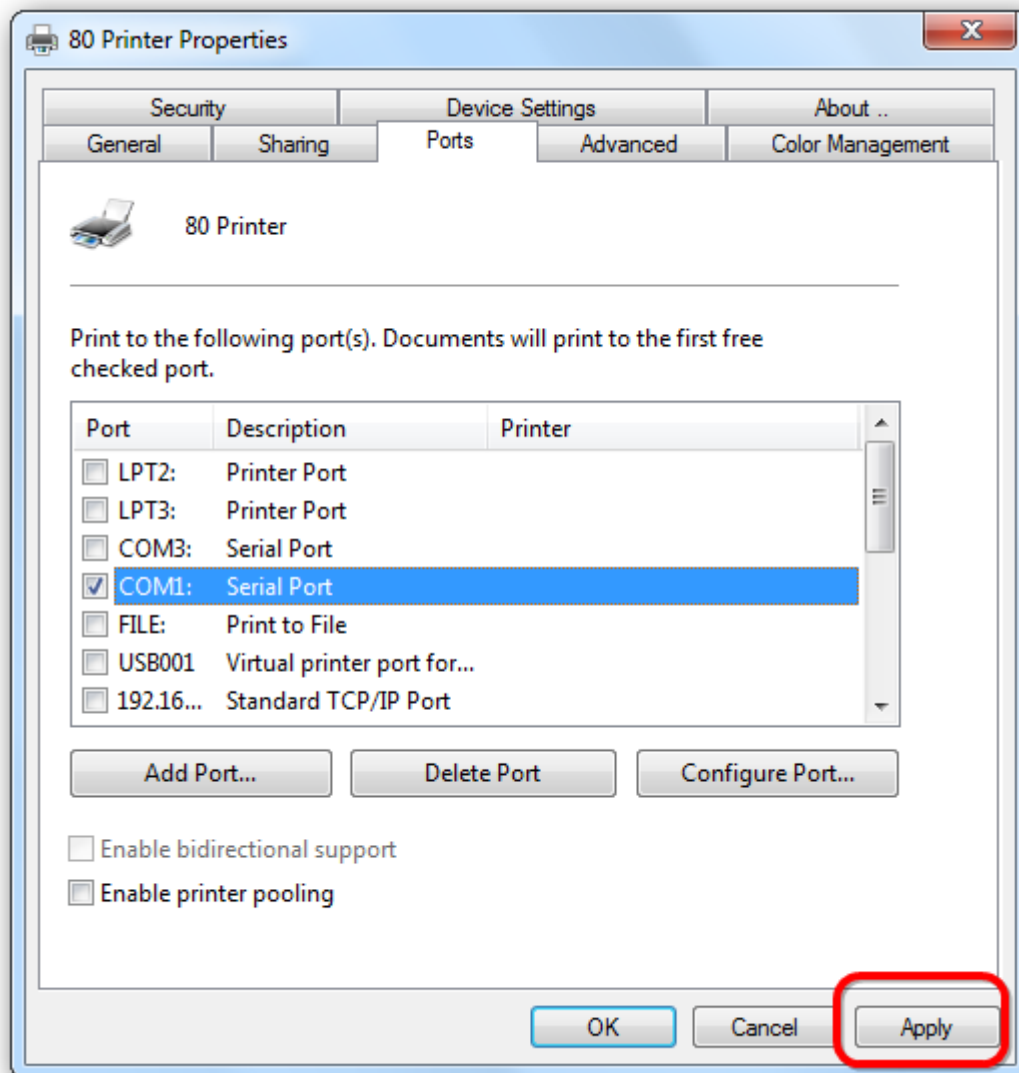 80 Printer Properties
Security Device Settings About ..
General Sharing Ports Advanced Color Management
80 Printer
Print to the following port(s). Documents will print to the first free
checked port.
Port Description Printer
LPT2: Printer Port
LPT3: Printer Port
COM3: Serial Port
COM1: Serial Port
FILE: Print to File
USB001 Virtual printer port for...
192.16... Standard TCP/IP Port
Add Port... Delete Port Configure Port...
Enable bidirectional support
Enable printer pooling
OK Cancel Apply